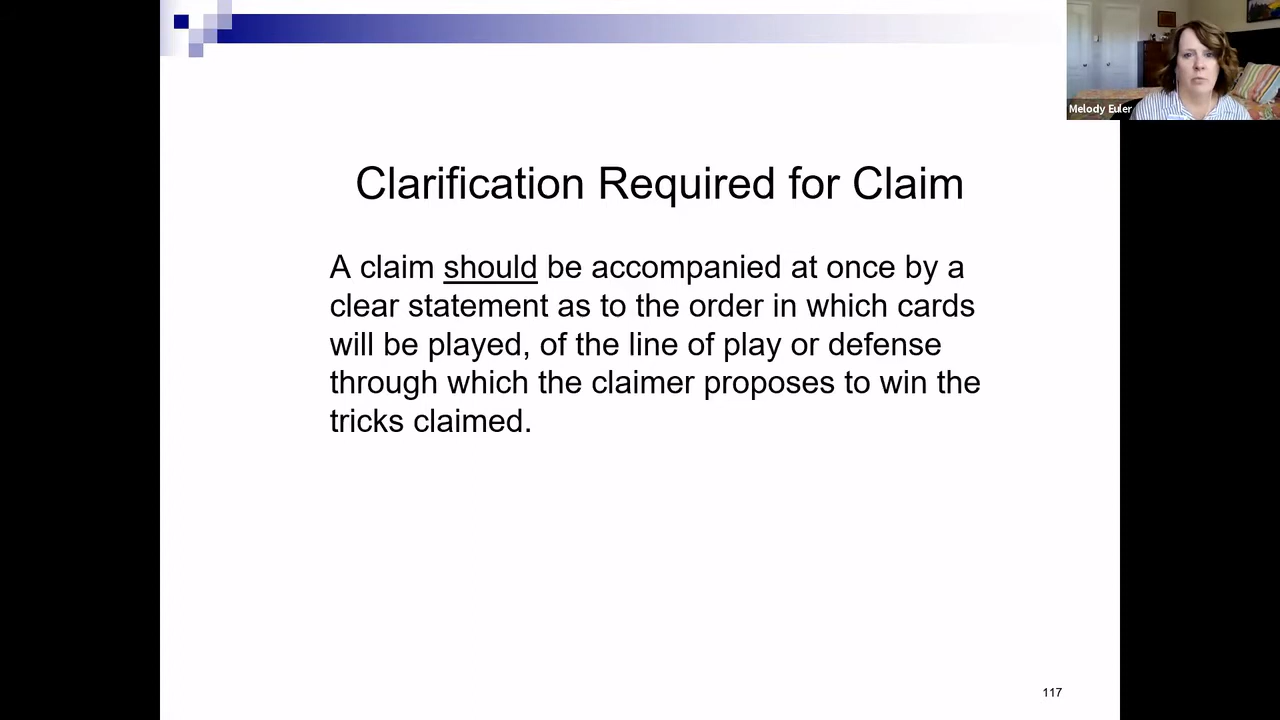 Melody Euler
Clarification Required for Claim
A claim should be accompanied at once by a
clear statement as to the order in which cards
will be played, of the line of play or defense
through which the claimer proposes to win the
tricks claimed.
117